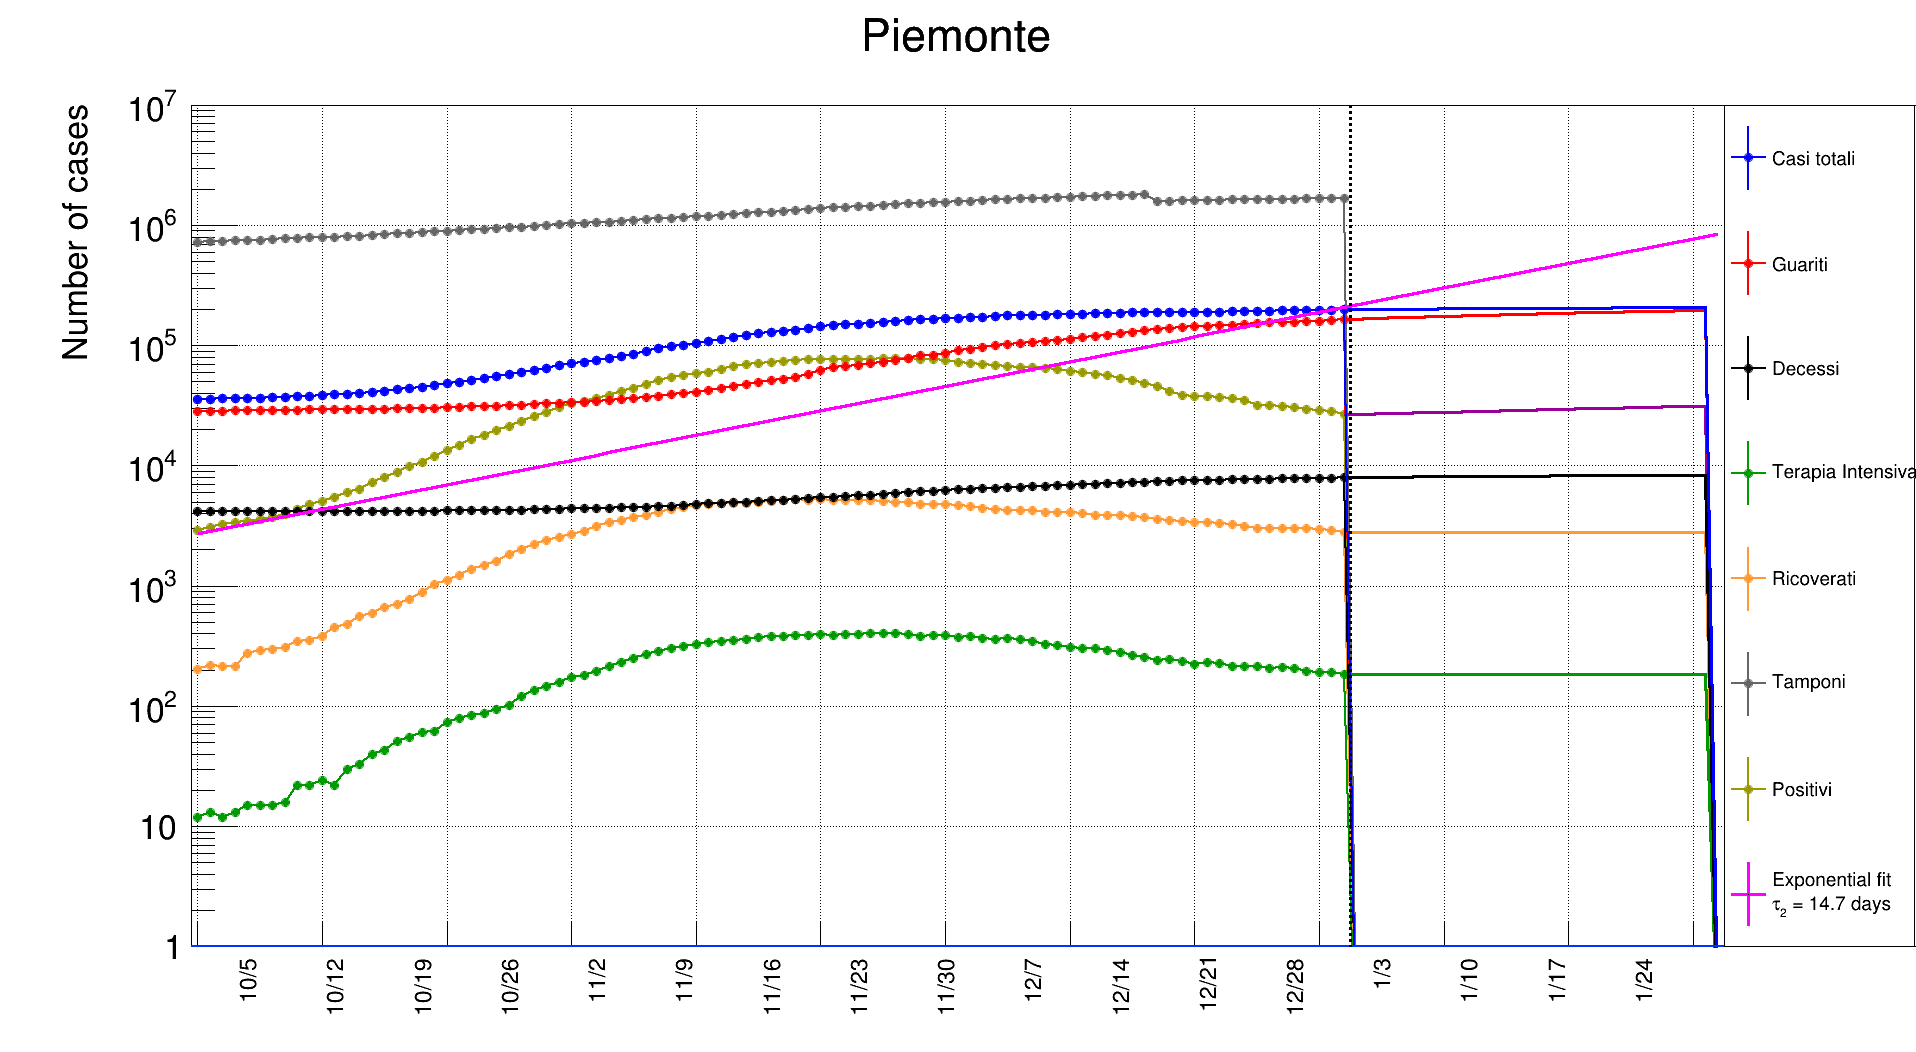 Piemonte
Number of cases
10^7
10^6
10^5
10^4
10^3
10^2
10
1
10/5
10/12
10/19
10/26
11/2
11/9
11/16
11/23
11/30
12/7
12/14
12/21
12/28
1/3
1/10
1/17
1/24
Casi totali
Guariti
Decessi
Terapia Intensiva
Ricoverati
Tamponi
Positivi
Exponential fit
τ_2 = 14.7 days